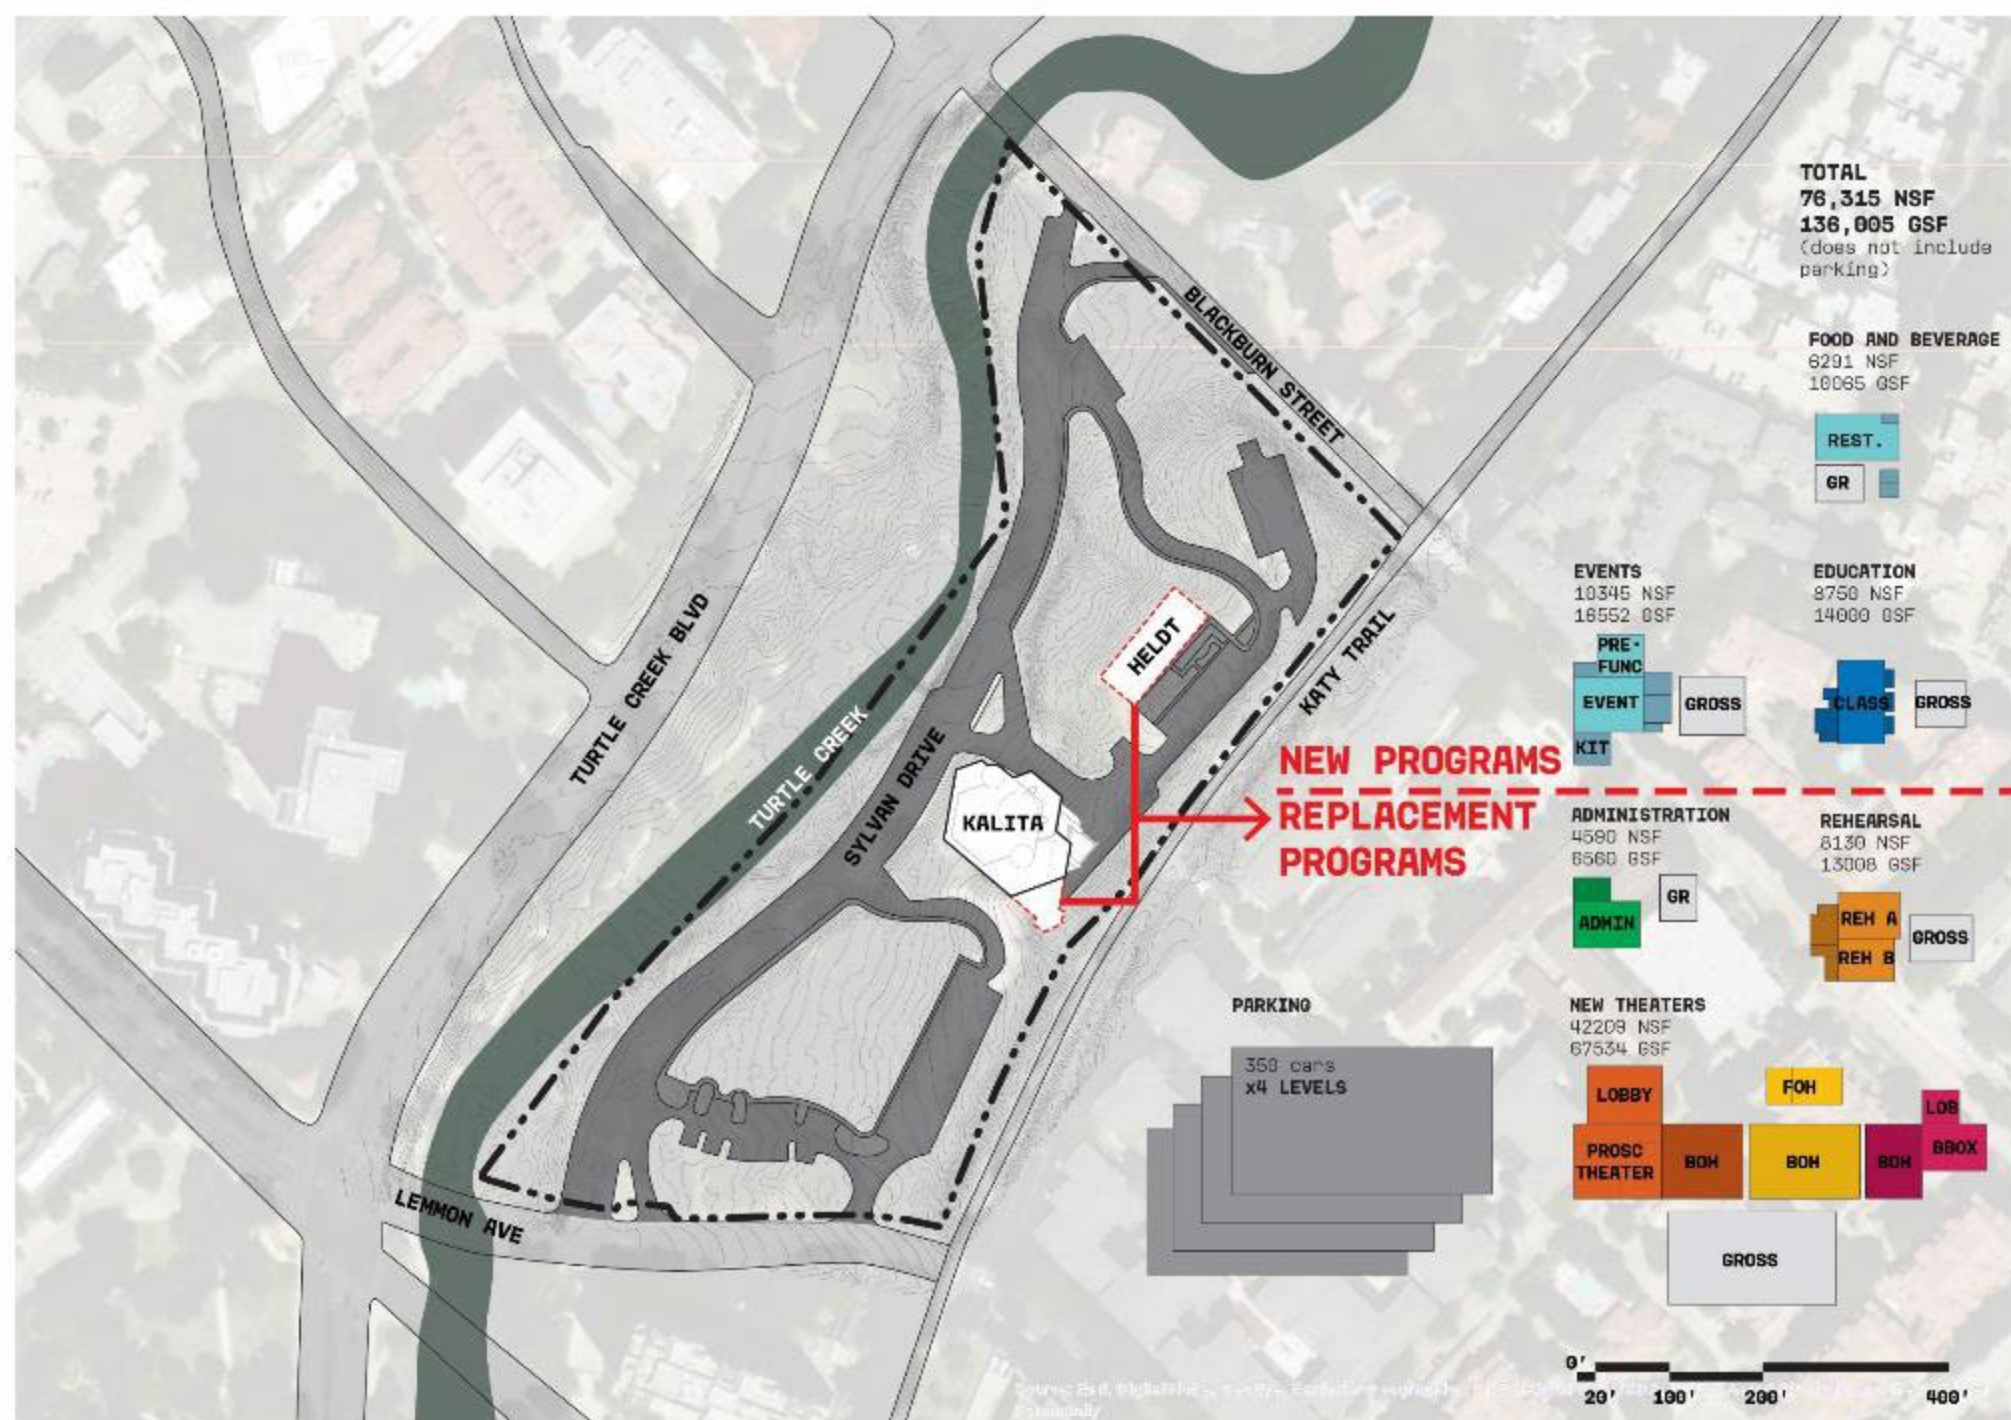 TOTAL
76,315 NSF
136,005 GSF
(does not include
parking)
FOOD AND BEVERAGE
6291 NSF
10065 GSF
REST.
GR
BLACKBURN STREET
EVENTS
10345 NSF
16552 GSF
PRE-
FUNC
EVENT
GROSS
KIT
EDUCATION
8750 NSF
14000 GSF
CLASS
GROSS
HELDT
KATY TRAIL
TURTLE CREEK BLVD
TURTLE CREEK
SYLVAN DRIVE
KALITA
NEW PROGRAMS
REPLACEMENT
PROGRAMS
ADMINISTRATION
4590 NSF
6560 GSF
GR
ADMIN
REHEARSAL
8130 NSF
13008 GSF
REH A
GROSS
REH B
PARKING
350 cars
x4 LEVELS
NEW THEATERS
42209 NSF
67534 GSF
LOBBY
FOH
LOB
PROSC
THEATER
BOH
BOH
BOH
BBOX
GROSS
LEMMON AVE
0'
20' 100' 200' 400'